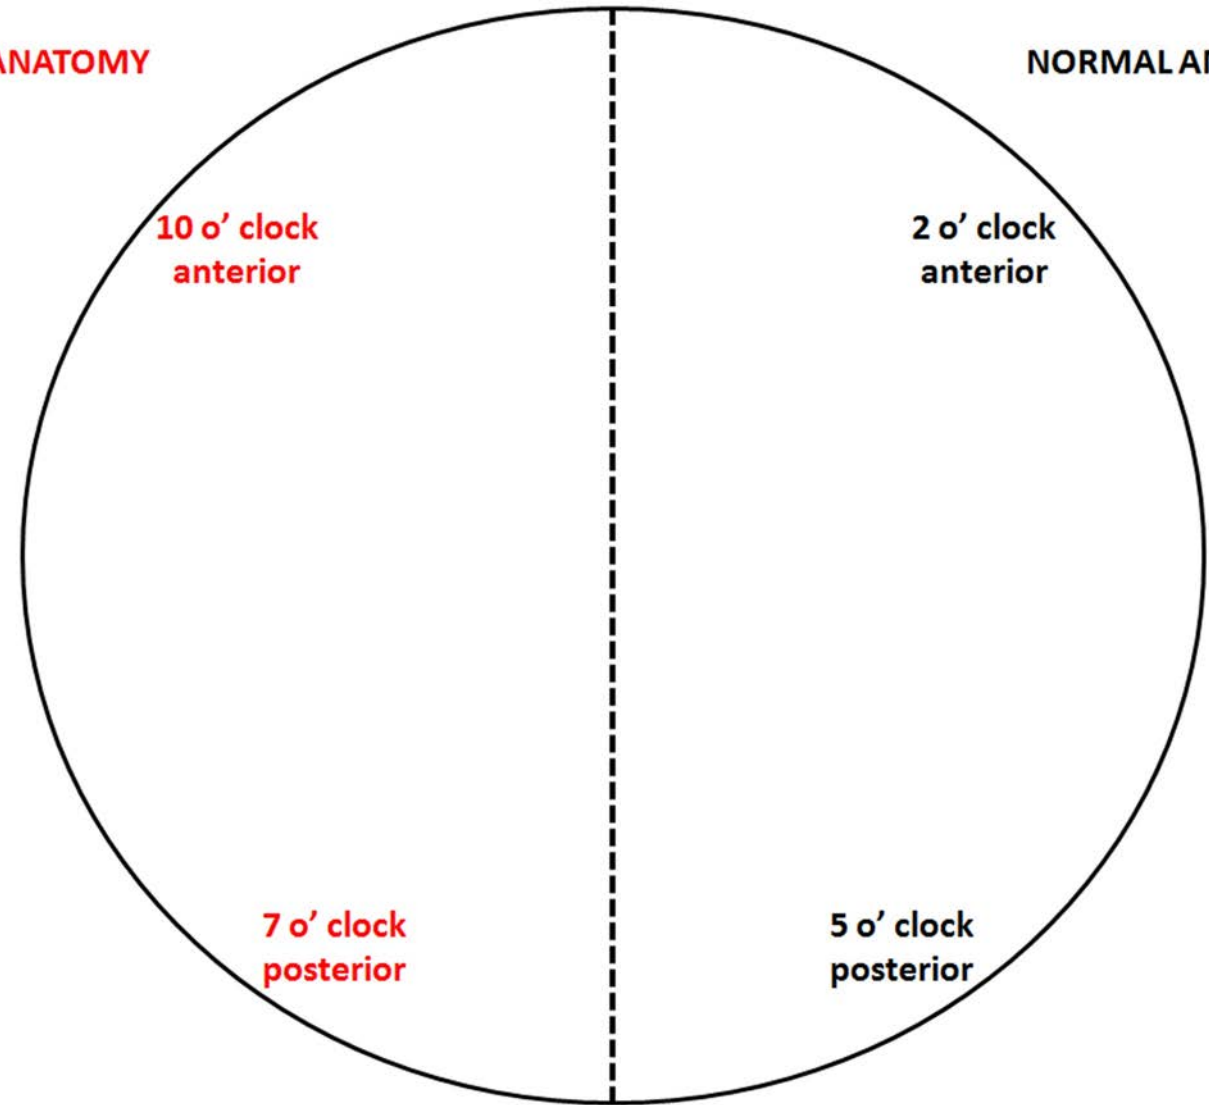 ANATOMY
NORMAL
10 o’ clock
anterior
2 o’ clock
anterior
7 o’ clock
posterior
5 o’ clock
posterior